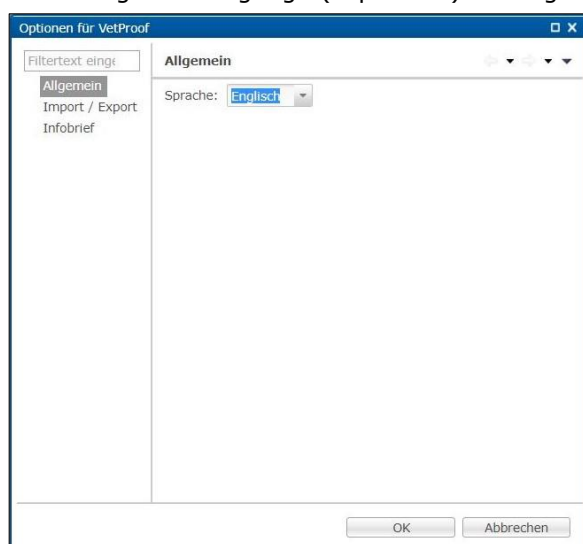 Optionen für VetProof
Filtertext einge
Allgemein
Import / Export
Infobrief
Allgemein
Sprache: Englisch
OK
Abbrechen